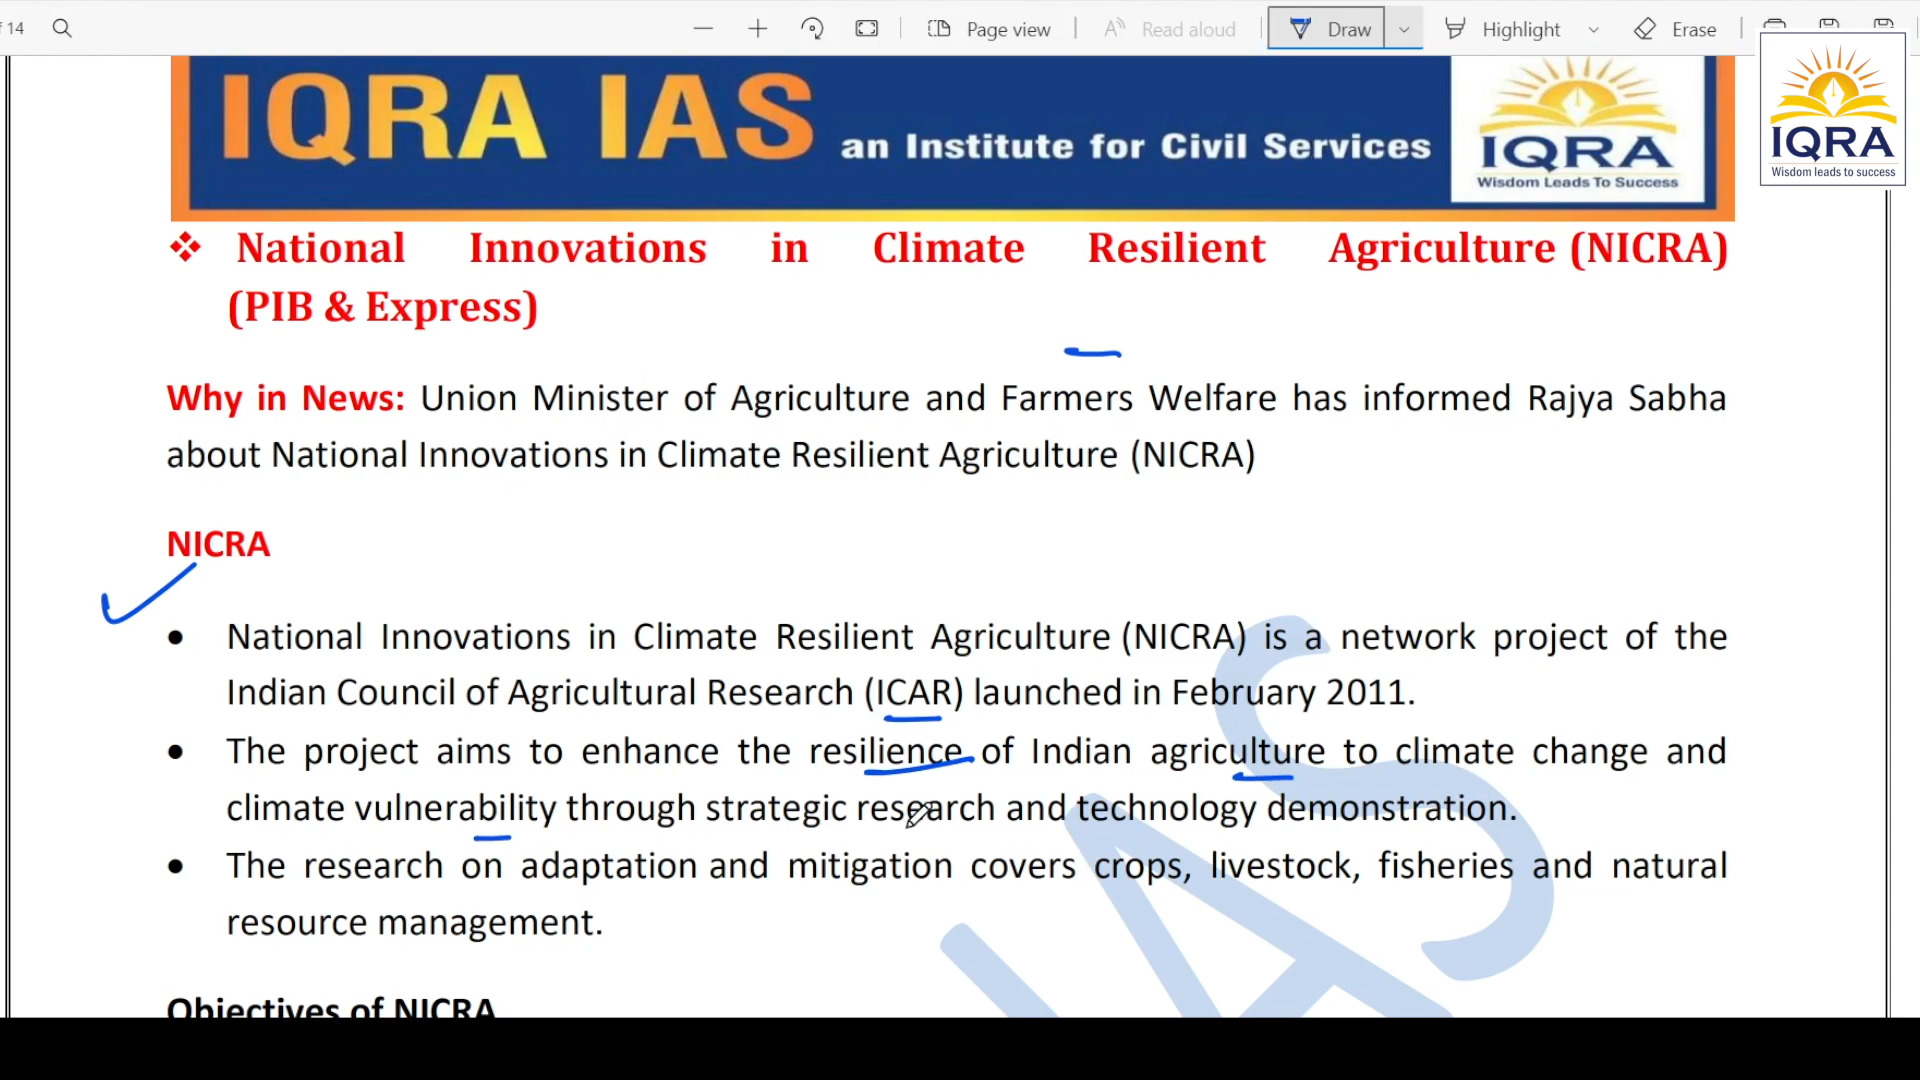 f 14
Page view
Read aloud
Draw
Highlight
Erase
IQRA IAS an Institute for Civil Services
IQRA
Wisdom Leads To Success
IQRA
Wisdom leads to success
❖ National Innovations in Climate Resilient Agriculture (NICRA)
(PIB & Express)
Why in News: Union Minister of Agriculture and Farmers Welfare has informed Rajya Sabha
about National Innovations in Climate Resilient Agriculture (NICRA)
NICRA
• National Innovations in Climate Resilient Agriculture (NICRA) is a network project of the
Indian Council of Agricultural Research (ICAR) launched in February 2011.
• The project aims to enhance the resilience of Indian agriculture to climate change and
climate vulnerability through strategic research and technology demonstration.
• The research on adaptation and mitigation covers crops, livestock, fisheries and natural
resource management.
Objectives of NICRA
IAS